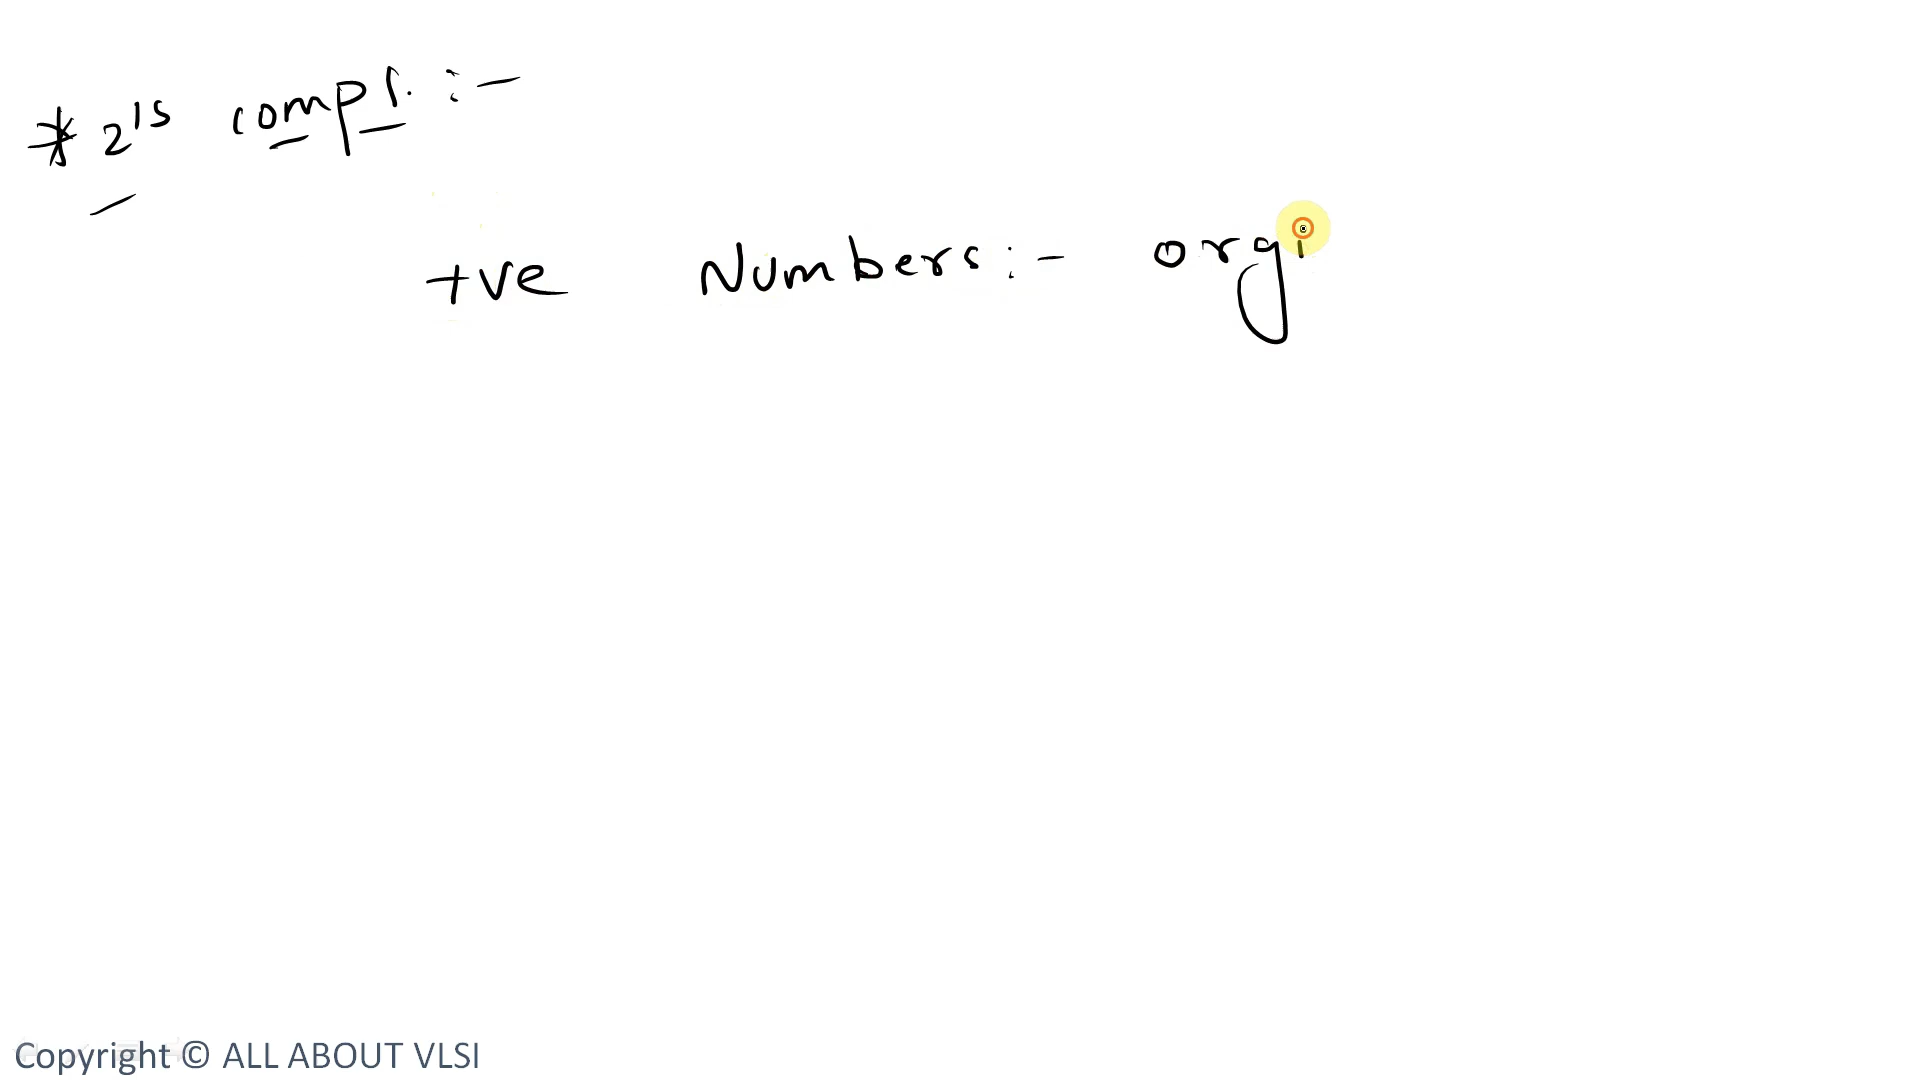 * 2's compl. :-
+ve Numbers :- orgi
Copyright © ALL ABOUT VLSI